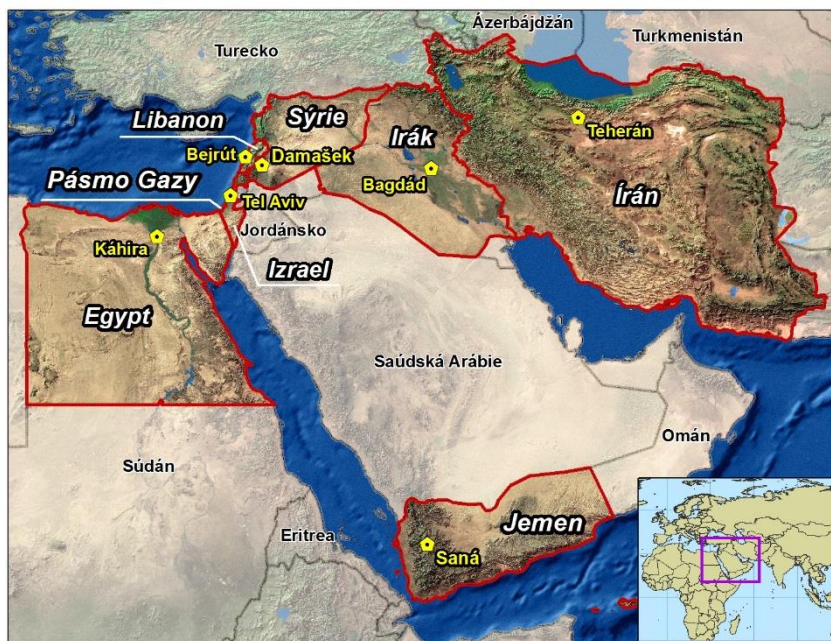 Ázerbájdžán
Turecko
Turkmenistán
Libanon
Sýrie
Irák
Teherán
Bejrút
Damašek
Bagdád
Pásmo Gazy
Tel Aviv
Írán
Jordánsko
Káhira
Izrael
Egypt
Saúdská Arábie
Omán
Súdán
Jemen
Eritrea
Saná